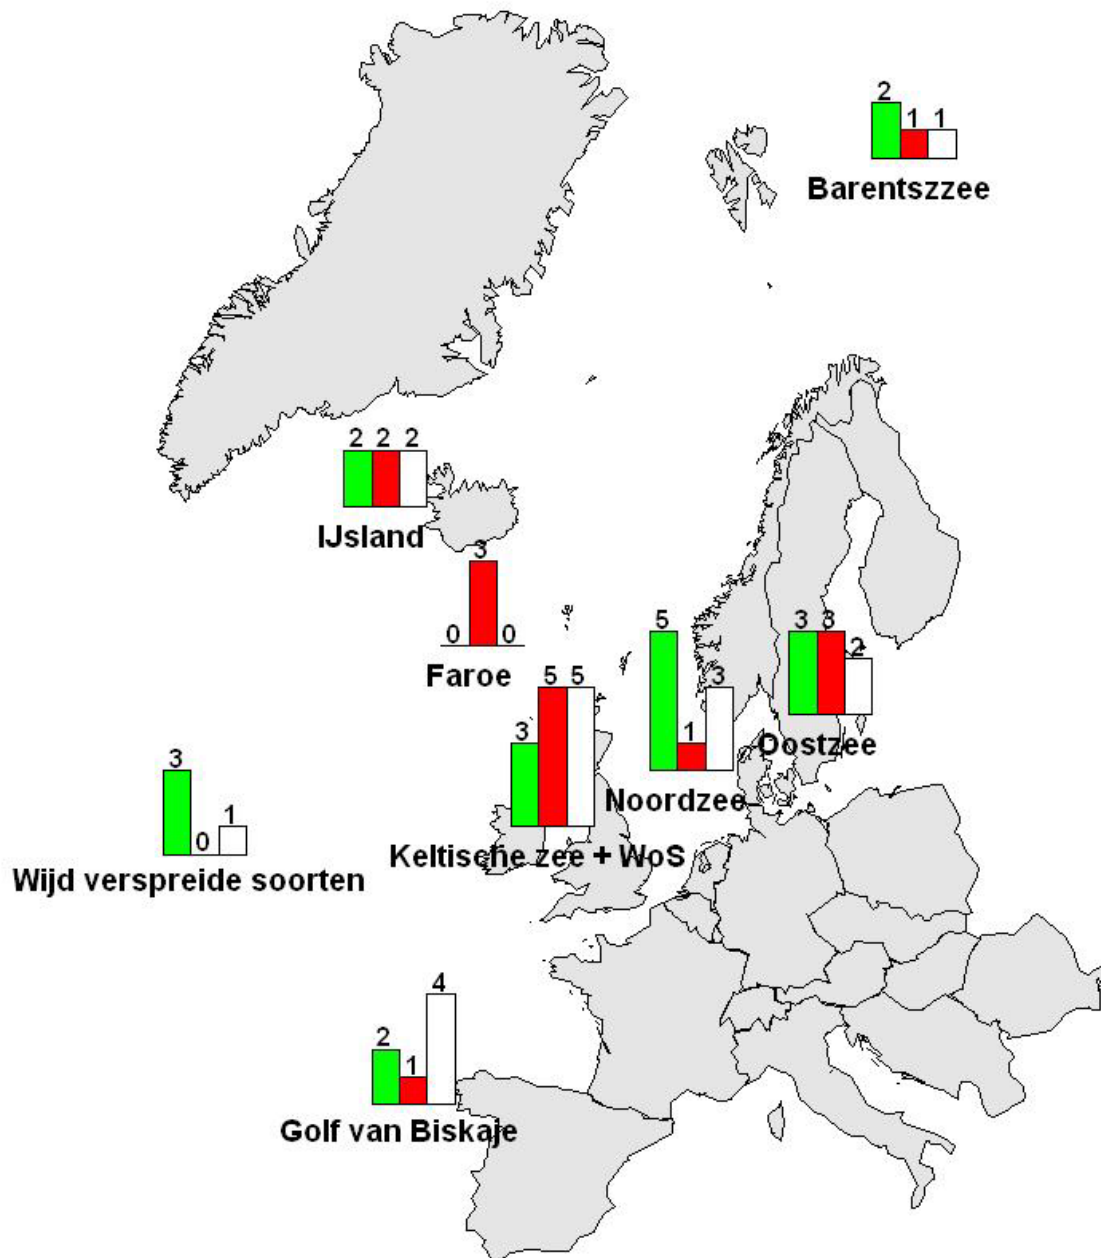 2
1 1
Barentszzee
2 2 2
IJsland
3
0 0
Faroe
5
3 3
2
5 5
3
3
1
Oostzee
3
0
1
Noordzee
Keltische zee + WoS
Wijd verspreide soorten
4
2
1
Golf van Biskaje